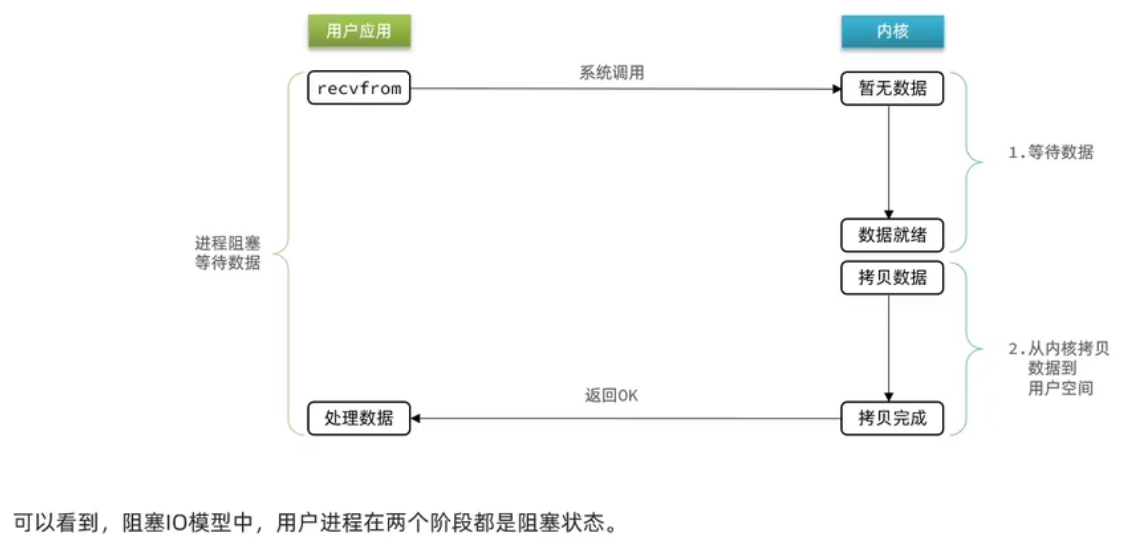 用户应用
内核
recvfrom
系统调用
暂无数据
1.等待数据
进程阻塞
等待数据
数据就绪
拷贝数据
2.从内核拷贝
数据到
用户空间
返回OK
处理数据
拷贝完成
可以看到，阻塞IO模型中，用户进程在两个阶段都是阻塞状态。